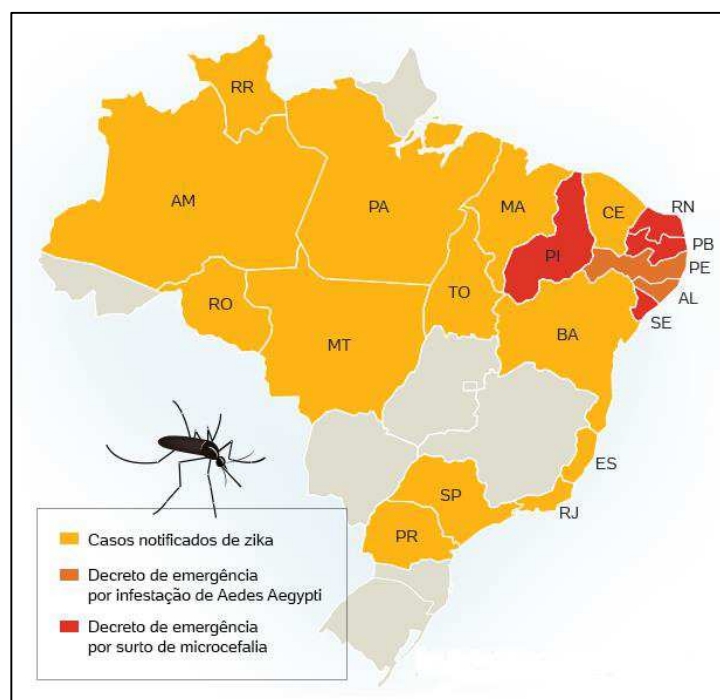 RR
AM
PA
MA
CE
RN
PB
PE
AL
SE
PI
TO
BA
RO
MT
ES
RJ
SP
PR
Casos notificados de zika
Decreto de emergência
por infestação de Aedes Aegypti
Decreto de emergência
por surto de microcefalia